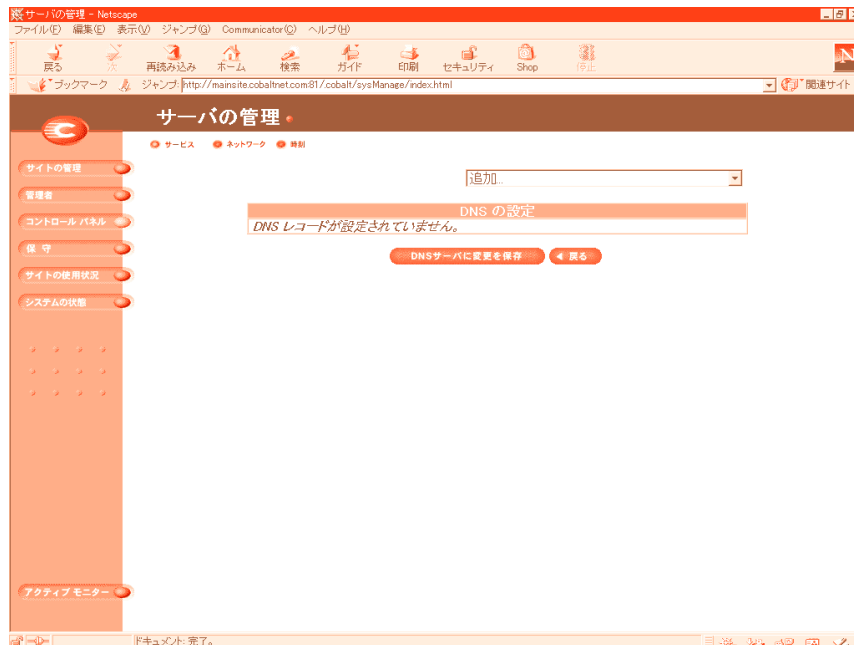 サーバの管理 - Netscape
ファイル(F) 編集(E) 表示(V) ジャンプ(G) Communicator(C) ヘルプ(H)
戻る 次 再読み込み ホーム 検索 ガイド 印刷 セキュリティ Shop 停止
ブックマーク ジャンプ: http://mainsite.cobaltnet.com:81/.cobalt/sysManage/index.html 関連サイト
サーバの管理
サービス ネットワーク 時刻
サイトの管理
管理者
コントロール パネル
保 守
サイトの使用状況
システムの状態
追加...
DNS の設定
DNS レコードが設定されていません。
DNSサーバに変更を保存 戻る
アクティブ モニター
ドキュメント: 完了。